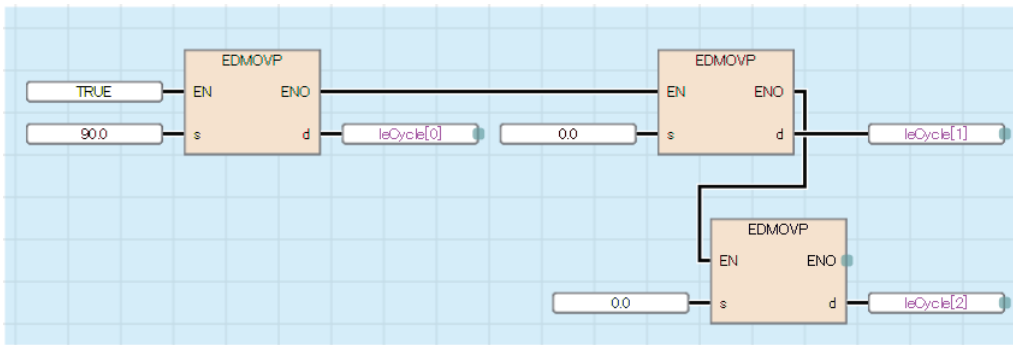 EDMOVP EDMOVP
TRUE EN ENO EN ENO
90.0 s d leCycle[0] 0.0 s d leCycle[1]
EDMOVP
EN ENO
0.0 s d leCycle[2]